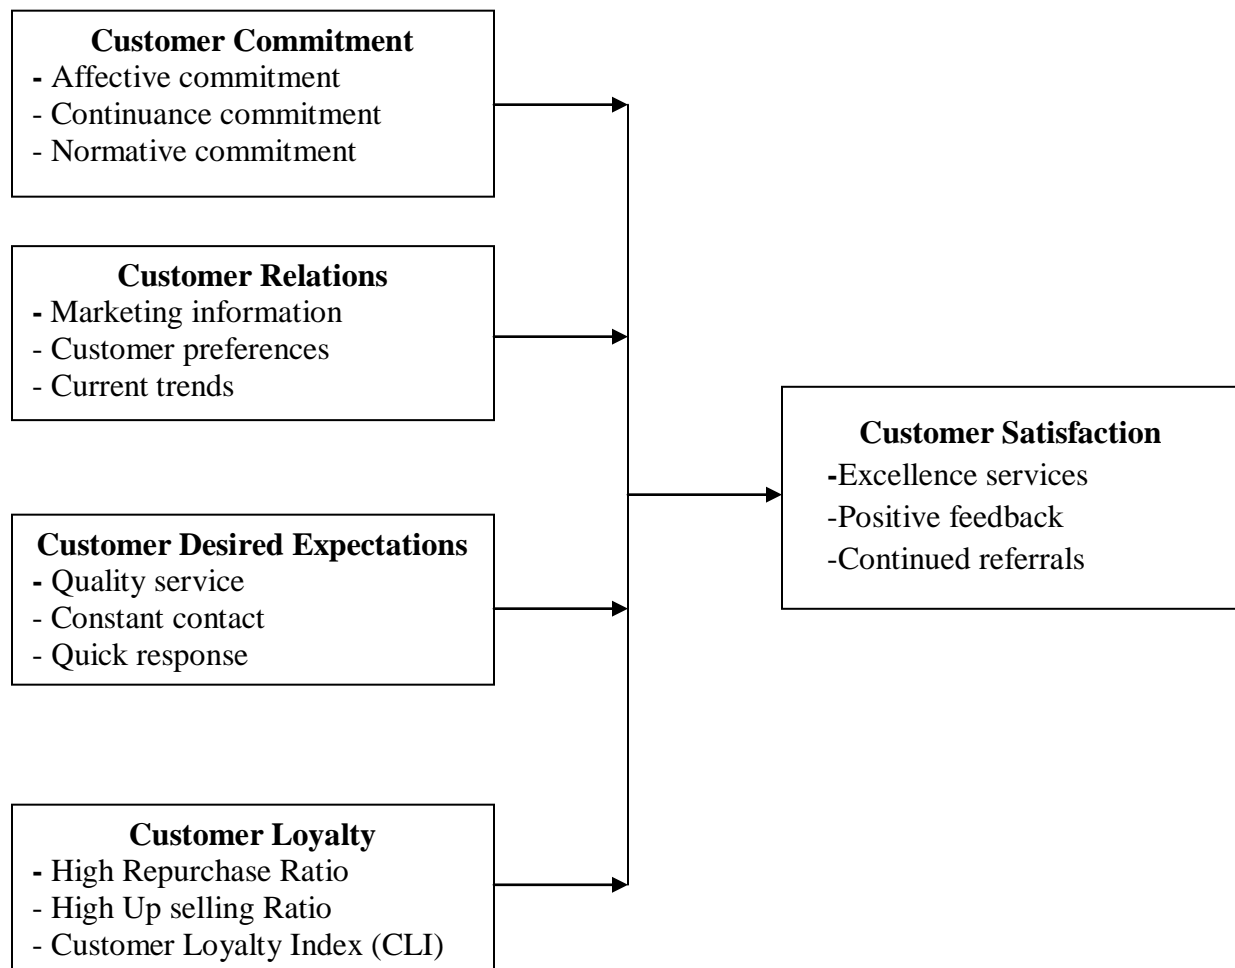 Customer Commitment
- Affective commitment
- Continuance commitment
- Normative commitment
Customer Relations
- Marketing information
- Customer preferences
- Current trends
Customer Desired Expectations
- Quality service
- Constant contact
- Quick response
Customer Loyalty
- High Repurchase Ratio
- High Up selling Ratio
- Customer Loyalty Index (CLI)
Customer Satisfaction
-Excellence services
-Positive feedback
-Continued referrals